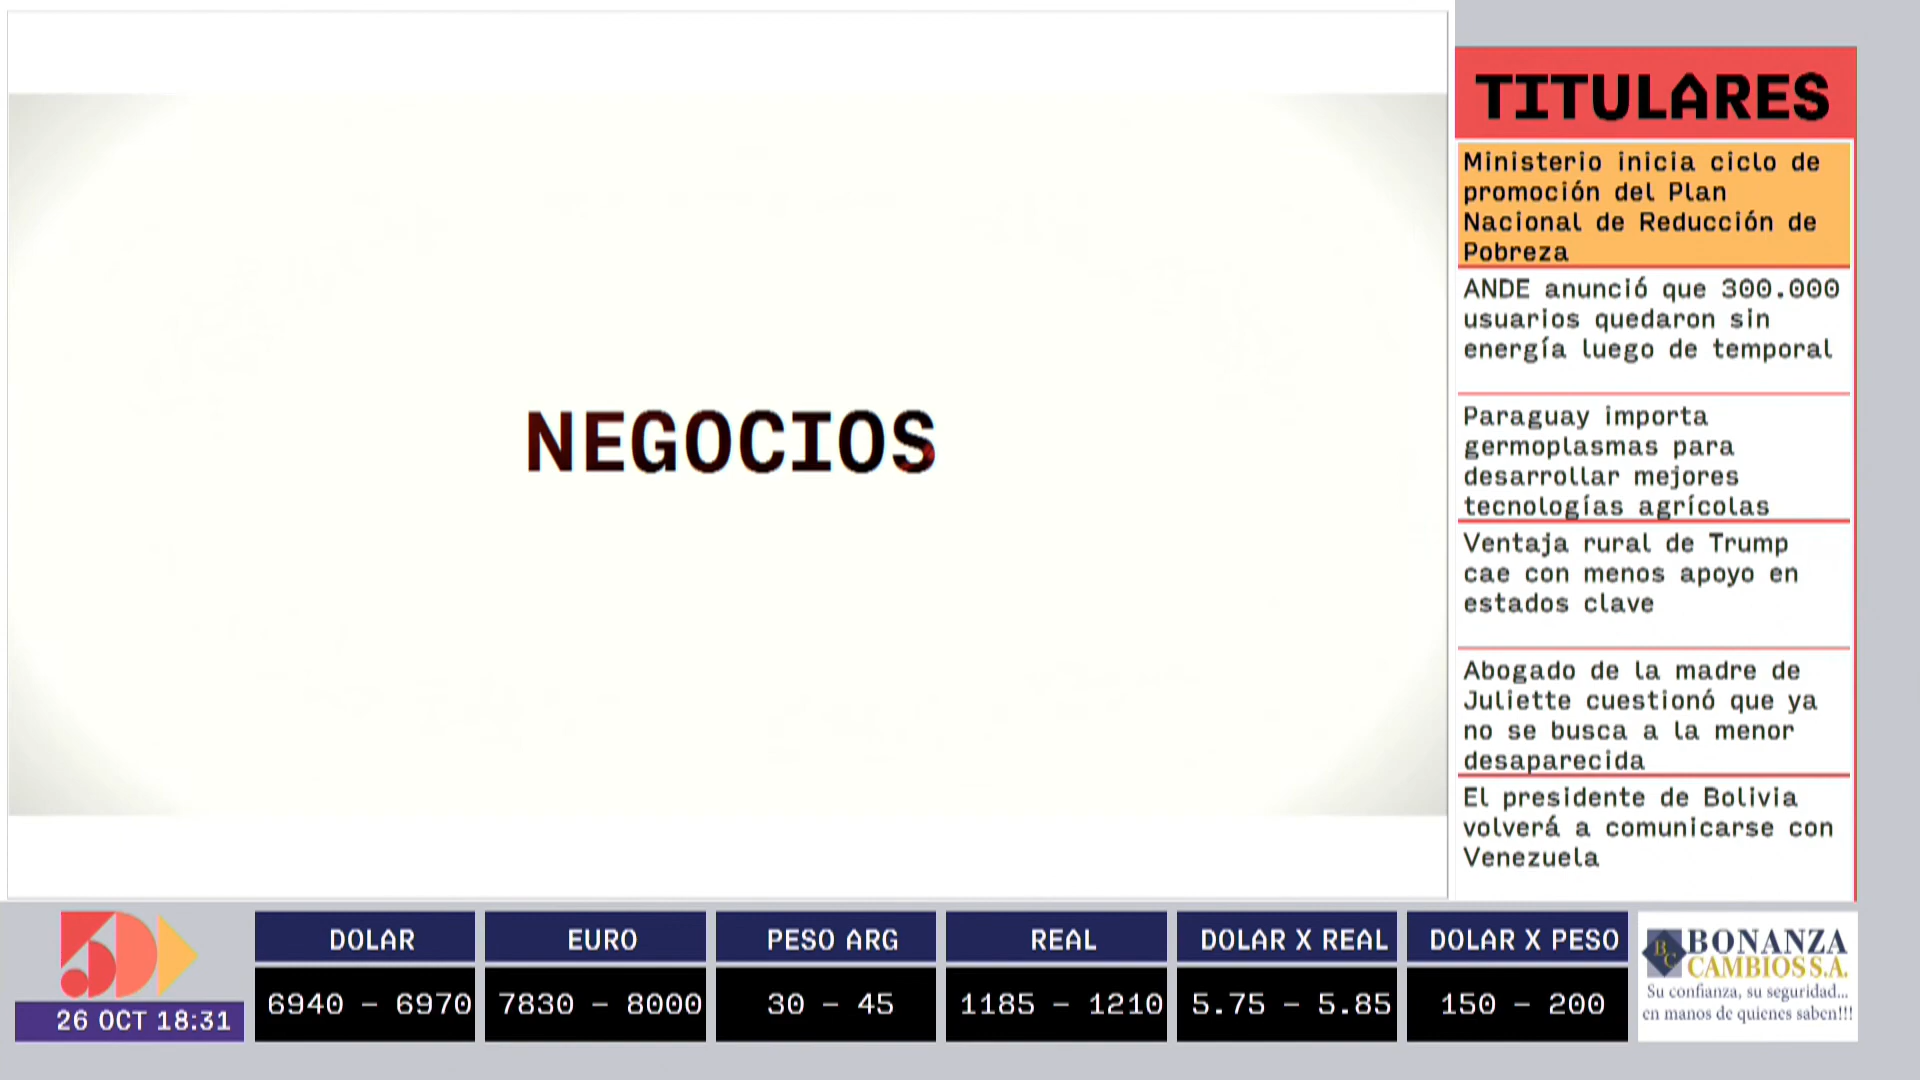 NEGOCIOS
TITULARES
Ministerio inicia ciclo de
promoción del Plan
Nacional de Reducción de
Pobreza
ANDE anunció que 300.000
usuarios quedaron sin
energía luego de temporal
Paraguay importa
germoplasmas para
desarrollar mejores
tecnologías agrícolas
Ventaja rural de Trump
cae con menos apoyo en
estados clave
Abogado de la madre de
Juliette cuestionó que ya
no se busca a la menor
desaparecida
El presidente de Bolivia
volverá a comunicarse con
Venezuela
5D
26 OCT 18:31
DOLAR
6940 - 6970
EURO
7830 - 8000
PESO ARG
30 - 45
REAL
1185 - 1210
DOLAR X REAL
5.75 - 5.85
DOLAR X PESO
150 - 200
BC
BONANZA
CAMBIOS S.A.
Su confianza, su seguridad...
en manos de quienes saben!!!